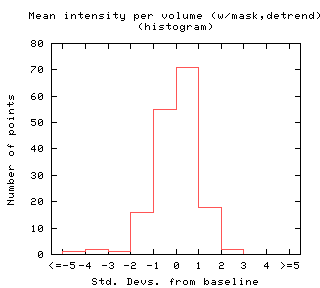 Mean intensity per volume (w/mask,detrend)
(histogram)
80
70
60
50
40
30
20
10
0
Number of points
<=-5 -4 -3 -2 -1 0 1 2 3 4 >=5
Std. Devs. from baseline